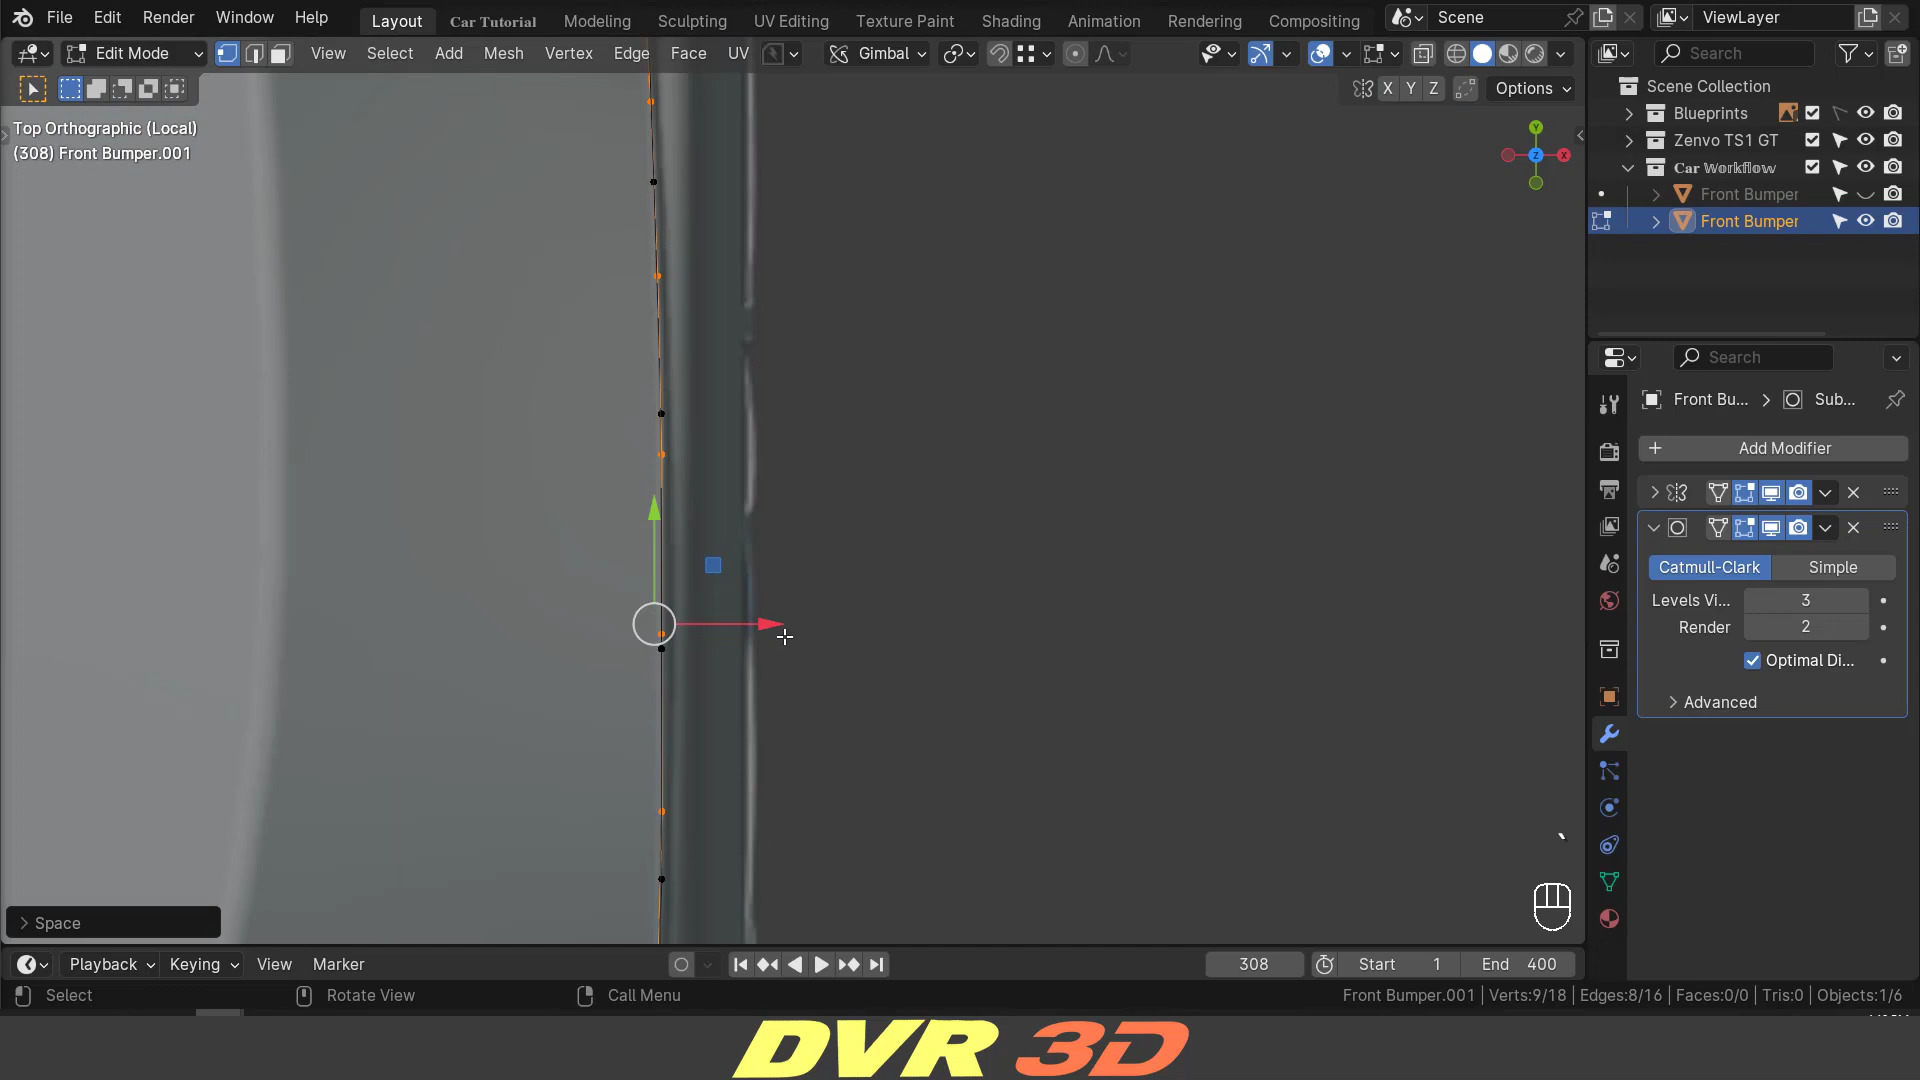 File Edit Render Window Help Layout Car Tutorial Modeling Sculpting UV Editing Texture Paint Shading Animation Rendering Compositing Scene ViewLayer
Edit Mode View Select Add Mesh Vertex Edge Face UV Gimbal Search
X Y Z Options
Scene Collection
Top Orthographic (Local)
(308) Front Bumper.001
Blueprints
Zenvo TS1 GT
Car Workflow
Front Bumper
Front Bumper
Y
Z X
Search
Front Bu... Sub...
Add Modifier
Catmull-Clark Simple
Levels Vi... 3
Render 2
Optimal Di...
Advanced
Space
Playback Keying View Marker 308 Start 1 End 400
Select Rotate View Call Menu Front Bumper.001 | Verts:9/18 | Edges:8/16 | Faces:0/0 | Tris:0 | Objects:1/6
DVR 3D